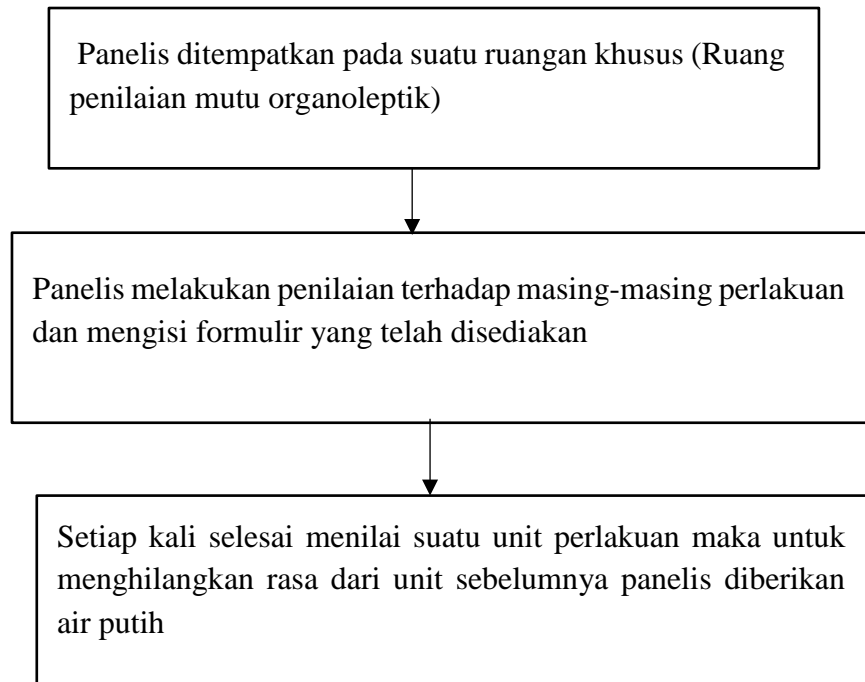 Panelis ditempatkan pada suatu ruangan khusus (Ruang
penilaian mutu organoleptik)
Panelis melakukan penilaian terhadap masing-masing perlakuan
dan mengisi formulir yang telah disediakan
Setiap kali selesai menilai suatu unit perlakuan maka untuk
menghilangkan rasa dari unit sebelumnya panelis diberikan
air putih